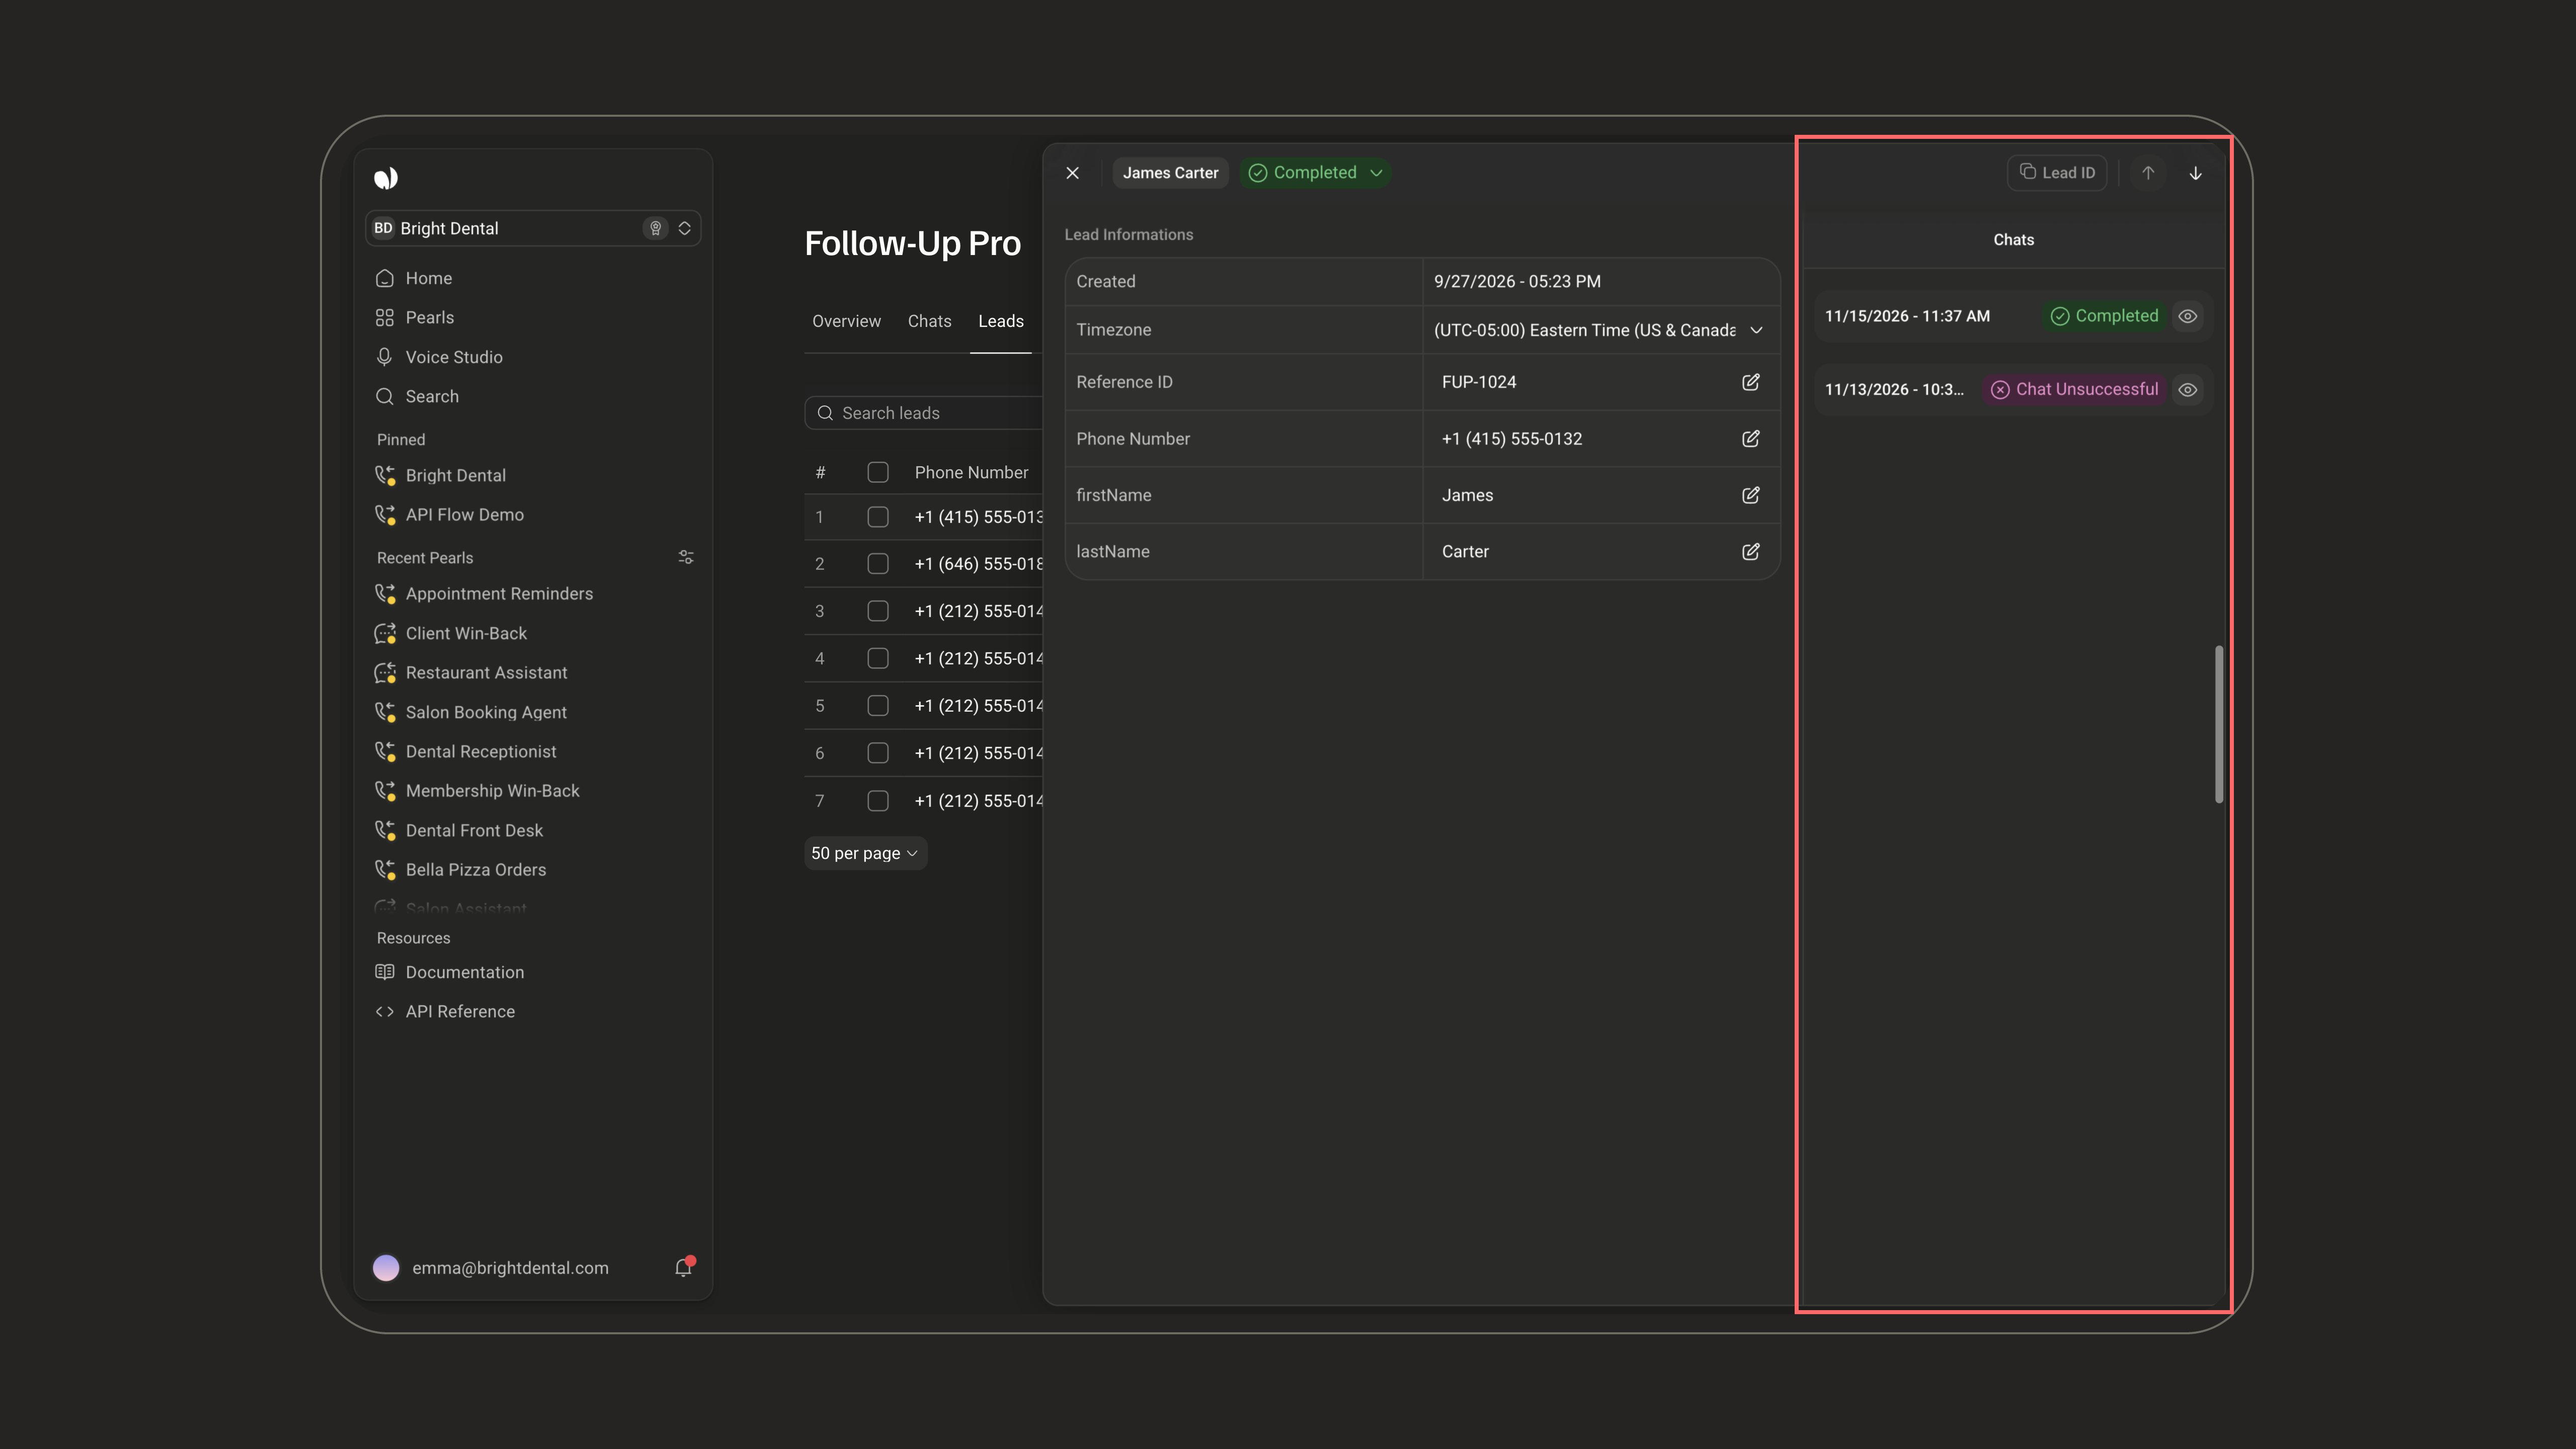 BD Bright Dental
Home
Pearls
Voice Studio
Search
Pinned
Bright Dental
API Flow Demo
Recent Pearls
Appointment Reminders
Client Win-Back
Restaurant Assistant
Salon Booking Agent
Dental Receptionist
Membership Win-Back
Dental Front Desk
Bella Pizza Orders
Salon Assistant
Resources
Documentation
API Reference
emma@brightdental.com
Follow-Up Pro
Overview Chats Leads
Search leads
# Phone Number
1 +1 (415) 555-013
2 +1 (646) 555-018
3 +1 (212) 555-014
4 +1 (212) 555-014
5 +1 (212) 555-014
6 +1 (212) 555-014
7 +1 (212) 555-014
50 per page
James Carter Completed
Lead Informations
Created 9/27/2026 - 05:23 PM
Timezone (UTC-05:00) Eastern Time (US & Canada
Reference ID FUP-1024
Phone Number +1 (415) 555-0132
firstName James
lastName Carter
Lead ID
Chats
11/15/2026 - 11:37 AM Completed
11/13/2026 - 10:3... Chat Unsuccessful